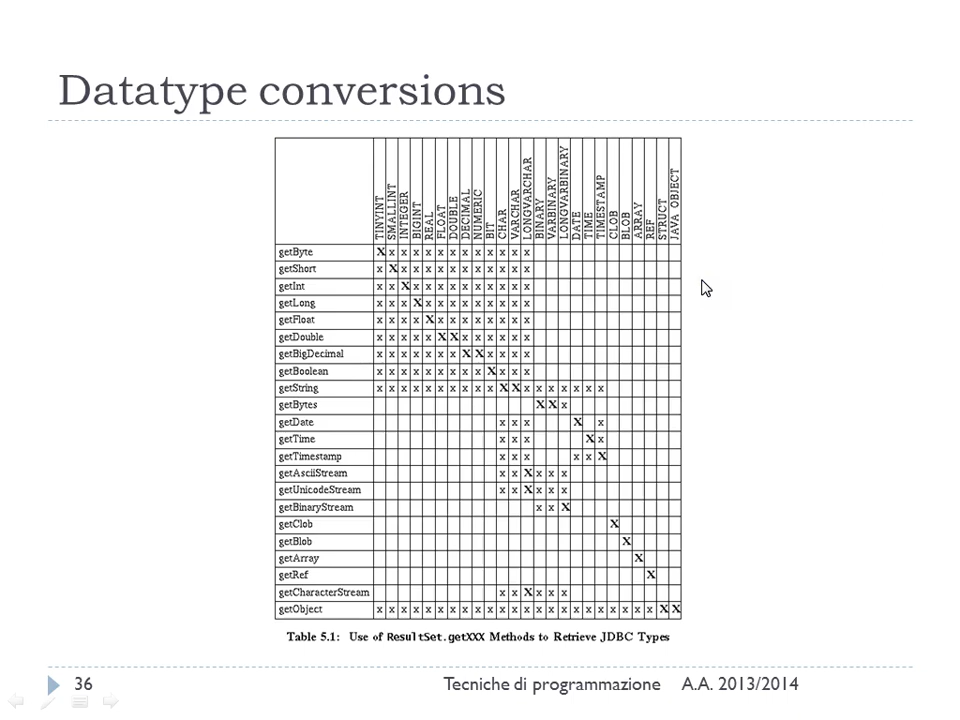 Datatype conversions
TINYINT SMALLINT INTEGER BIGINT REAL FLOAT DOUBLE DECIMAL NUMERIC BIT CHAR VARCHAR LONGVARCHAR BINARY VARBINARY LONGVARBINARY DATE TIME TIMESTAMP CLOB BLOB ARRAY REF STRUCT JAVA OBJECT
getByte X x x x x x x x x x x x x
getShort x X x x x x x x x x x x x
getInt x x X x x x x x x x x x x
getLong x x x X x x x x x x x x x
getFloat x x x x X x x x x x x x x
getDouble x x x x x X X x x x x x x
getBigDecimal x x x x x x x X X x x x x
getBoolean x x x x x x x x x X x x x
getString x x x x x x x x x x X X x x x x x x x
getBytes X X x
getDate x x x X x
getTime x x x X x
getTimestamp x x x x x X
getAsciiStream x x X x x x
getUnicodeStream x x X x x x
getBinaryStream x x X
getClob X
getBlob X
getArray X
getRef X
getCharacterStream x x X x x x
getObject x x x x x x x x x x x x x x x x x x x x x x x X X
Table 5.1: Use of ResultSet.getXXX Methods to Retrieve JDBC Types
36 Tecniche di programmazione A.A. 2013/2014